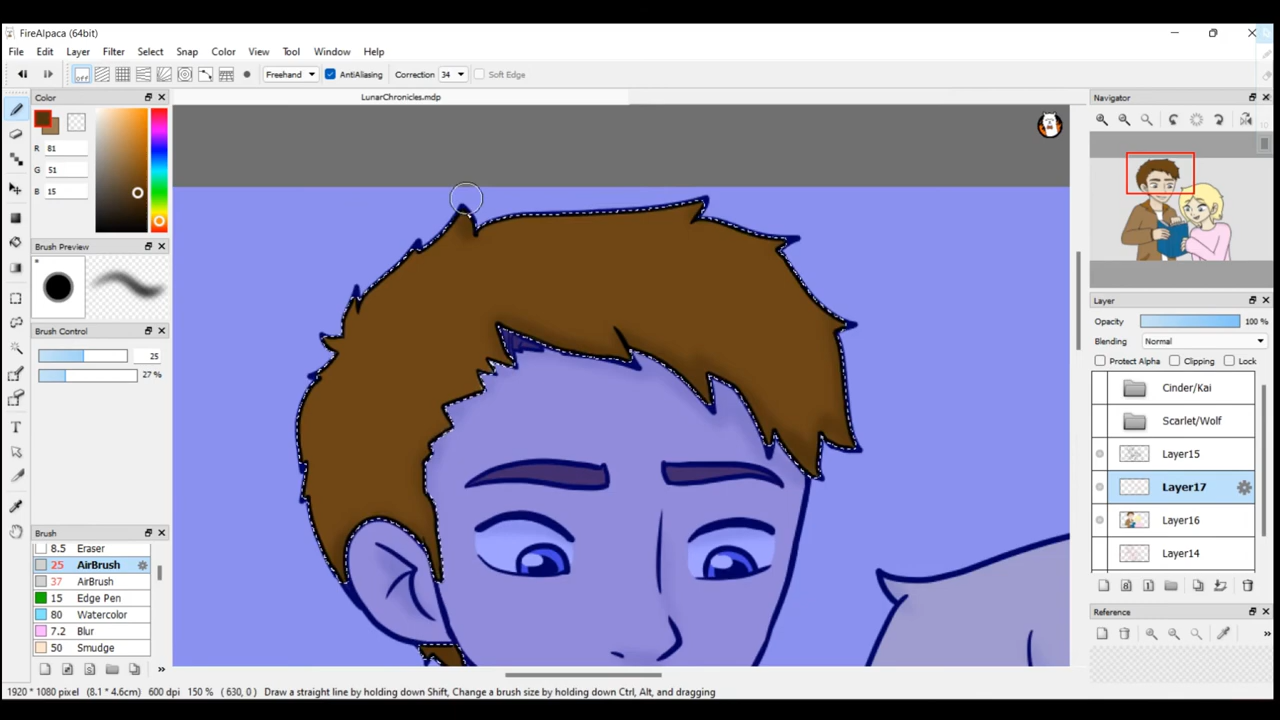 FireAlpaca (64bit)
File Edit Layer Filter Select Snap Color View Tool Window Help
off Freehand AntiAliasing Correction 34 Soft Edge
Color
LunarChronicles.mdp
Navigator
R 81
G 51
B 15
Brush Preview
Brush Control
25
27 %
Layer
Opacity 100 %
Blending Normal
Protect Alpha Clipping Lock
Cinder/Kai
Scarlet/Wolf
Layer15
Layer17
Layer16
Layer14
Brush
8.5 Eraser
25 AirBrush
37 AirBrush
15 Edge Pen
80 Watercolor
7.2 Blur
50 Smudge
Reference
1920 * 1080 pixel (8.1 * 4.6cm) 600 dpi 150 % ( 630, 0 ) Draw a straight line by holding down Shift, Change a brush size by holding down Ctrl, Alt, and dragging